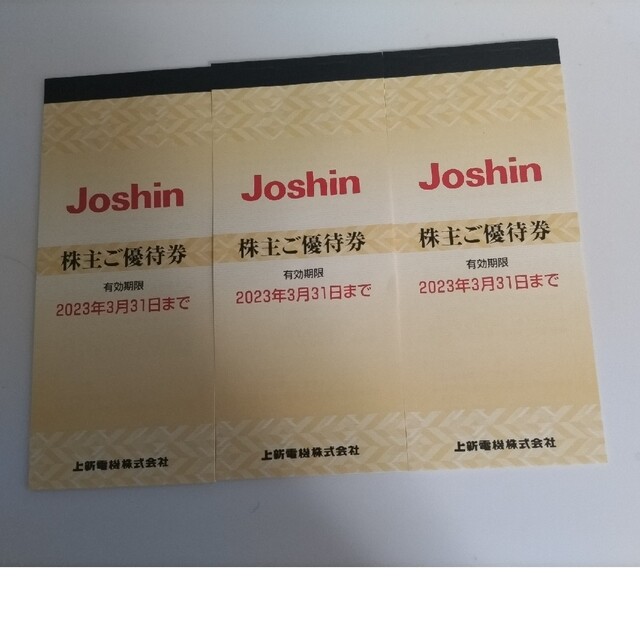 Joshin
株主ご優待券
有効期限
2023年3月31日まで
上新電機株式会社
Joshin
株主ご優待券
有効期限
2023年3月31日まで
上新電機株式会社
Joshin
株主ご優待券
有効期限
2023年3月31日まで
上新電機株式会社